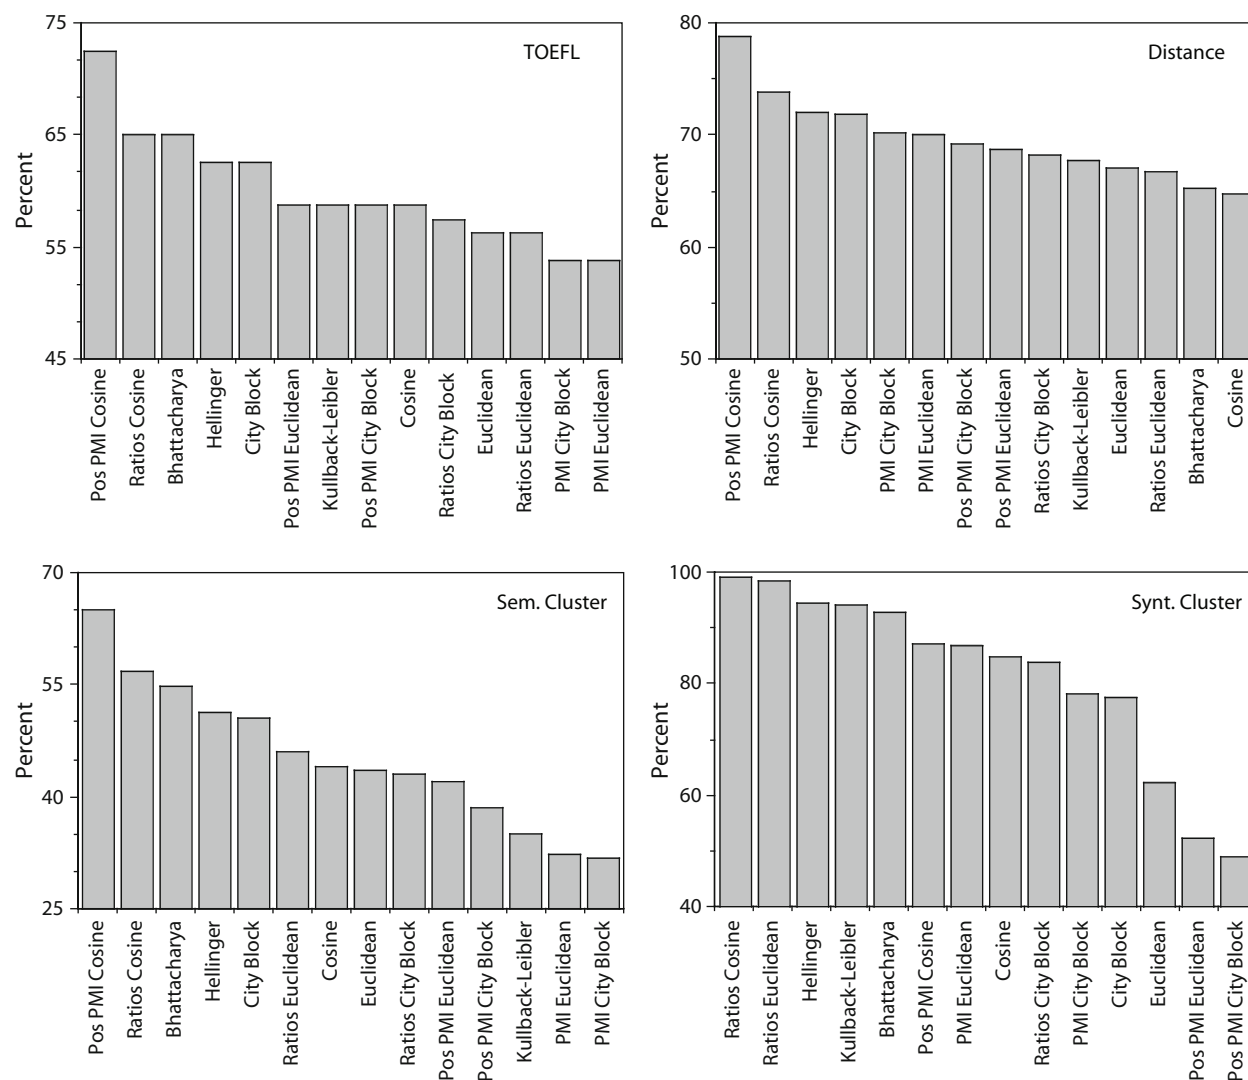 TOEFL
Percent
75
65
55
45
Pos PMI Cosine
Ratios Cosine
Bhattacharya
Hellinger
City Block
Pos PMI Euclidean
Kullback-Leibler
Pos PMI City Block
Cosine
Ratios City Block
Euclidean
Ratios Euclidean
PMI City Block
PMI Euclidean
Distance
Percent
80
70
60
50
Pos PMI Cosine
Ratios Cosine
Hellinger
City Block
PMI City Block
PMI Euclidean
Pos PMI City Block
Pos PMI Euclidean
Ratios City Block
Kullback-Leibler
Euclidean
Ratios Euclidean
Bhattacharya
Cosine
Sem. Cluster
Percent
70
55
40
25
Pos PMI Cosine
Ratios Cosine
Bhattacharya
Hellinger
City Block
Ratios Euclidean
Cosine
Euclidean
Ratios City Block
Pos PMI Euclidean
Pos PMI City Block
Kullback-Leibler
PMI Euclidean
PMI City Block
Synt. Cluster
Percent
100
80
60
40
Ratios Cosine
Ratios Euclidean
Hellinger
Kullback-Leibler
Bhattacharya
Pos PMI Cosine
PMI Euclidean
Cosine
Ratios City Block
PMI City Block
City Block
Euclidean
Pos PMI Euclidean
Pos PMI City Block